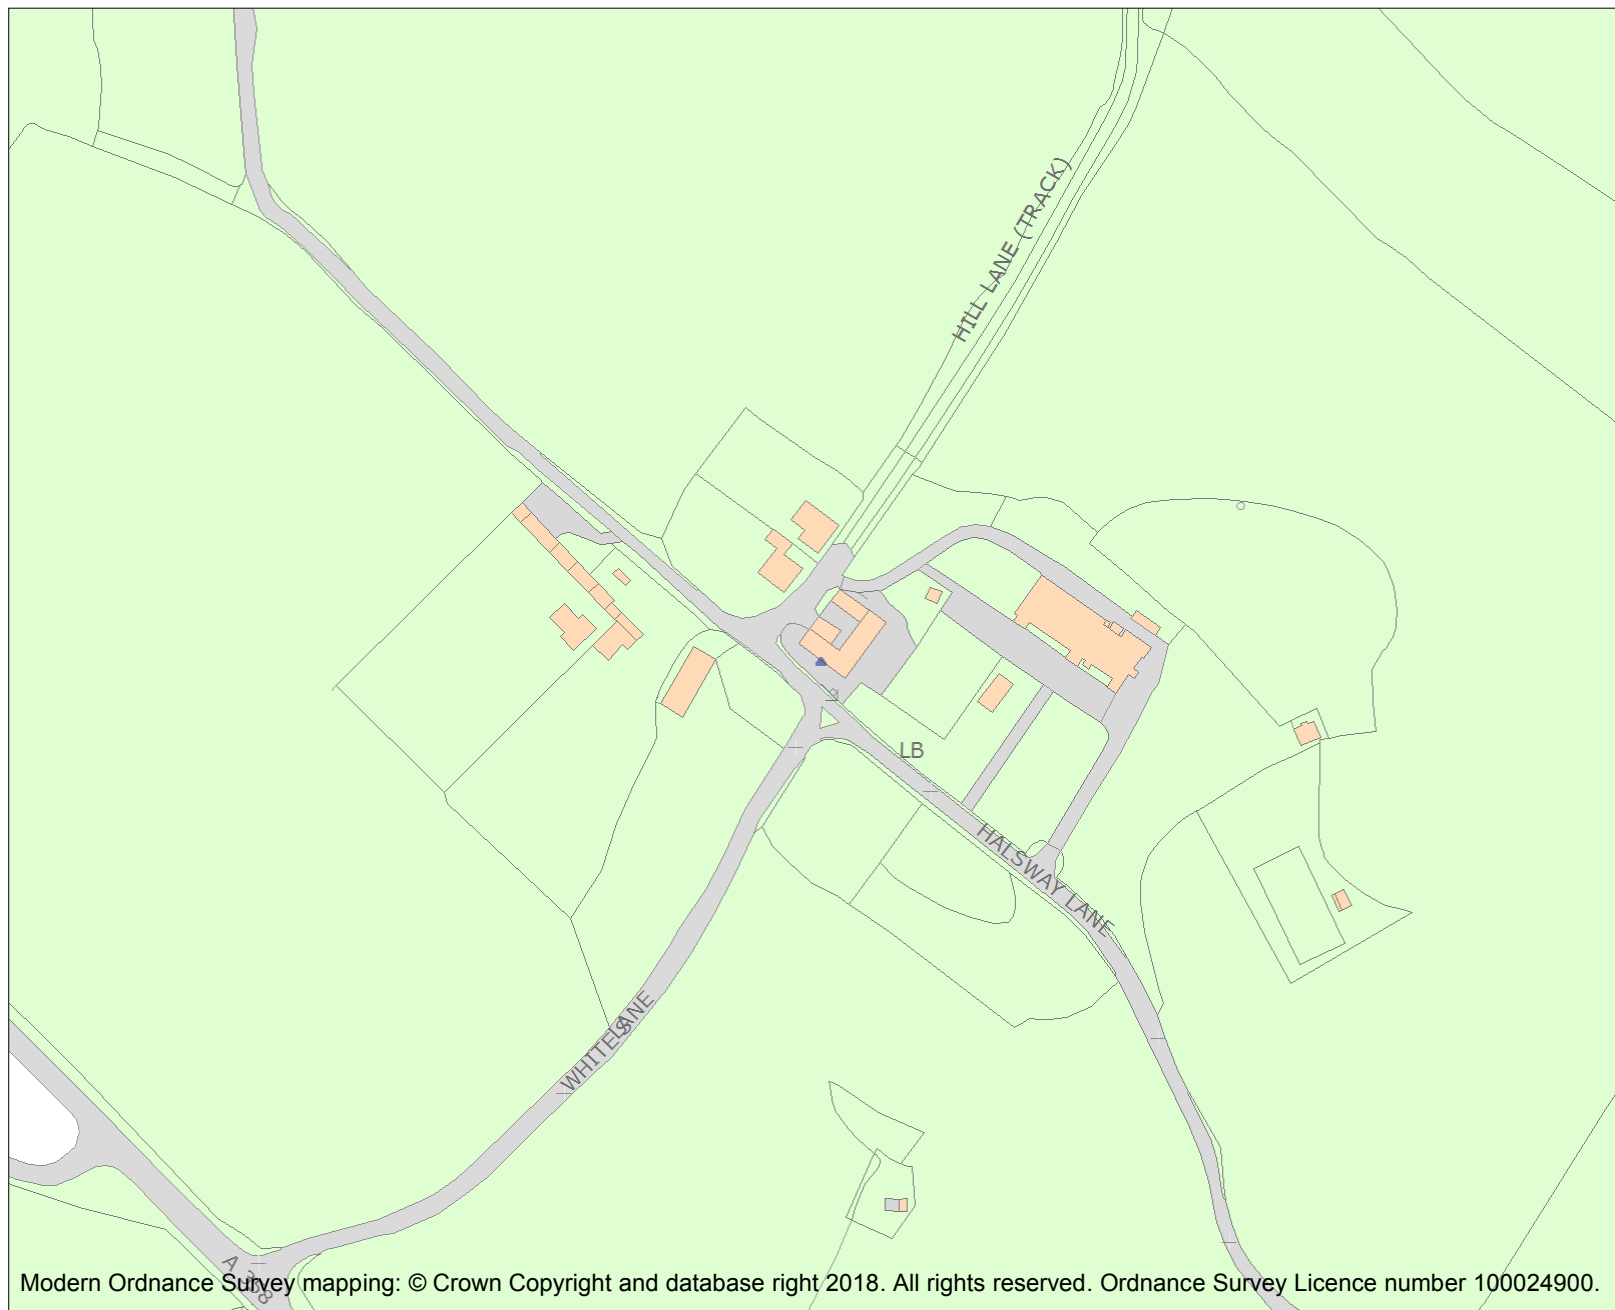 HILL LANE (TRACK)
LB
HALSWAY LANE
WHITE'S LANE
A 358
Modern Ordnance Survey mapping: © Crown Copyright and database right 2018. All rights reserved. Ordnance Survey Licence number 100024900.